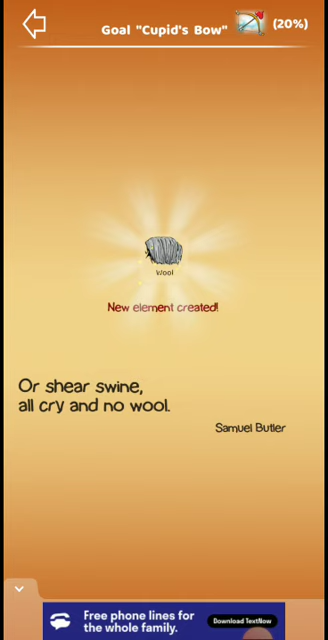 Goal "Cupid's Bow" (20%)
Wool
New element created!
Or shear swine,
all cry and no wool.
Samuel Butler
Free phone lines for
the whole family.
Download TextNow